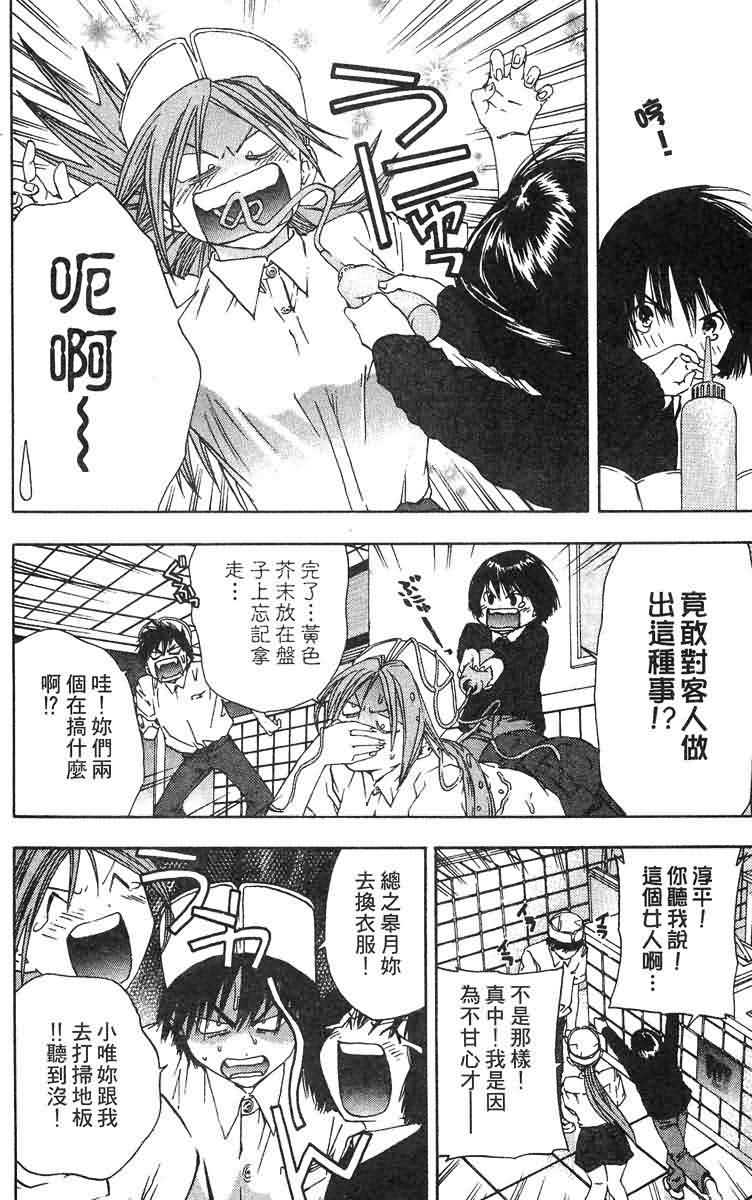 哼！
うにゅ〜
呃啊〜
竟敢對客人做
出這種事!?
完了…黃色
芥末放在盤
子上忘記拿
走…
哇！妳們兩
個在搞什麼
啊!?
淳平！
你聽我說！
這個女人啊…
不是那樣！
真中！我是因
為不甘心才——
總之皋月妳
去換衣服！
小唯妳跟我
去打掃地板
!!聽到沒！